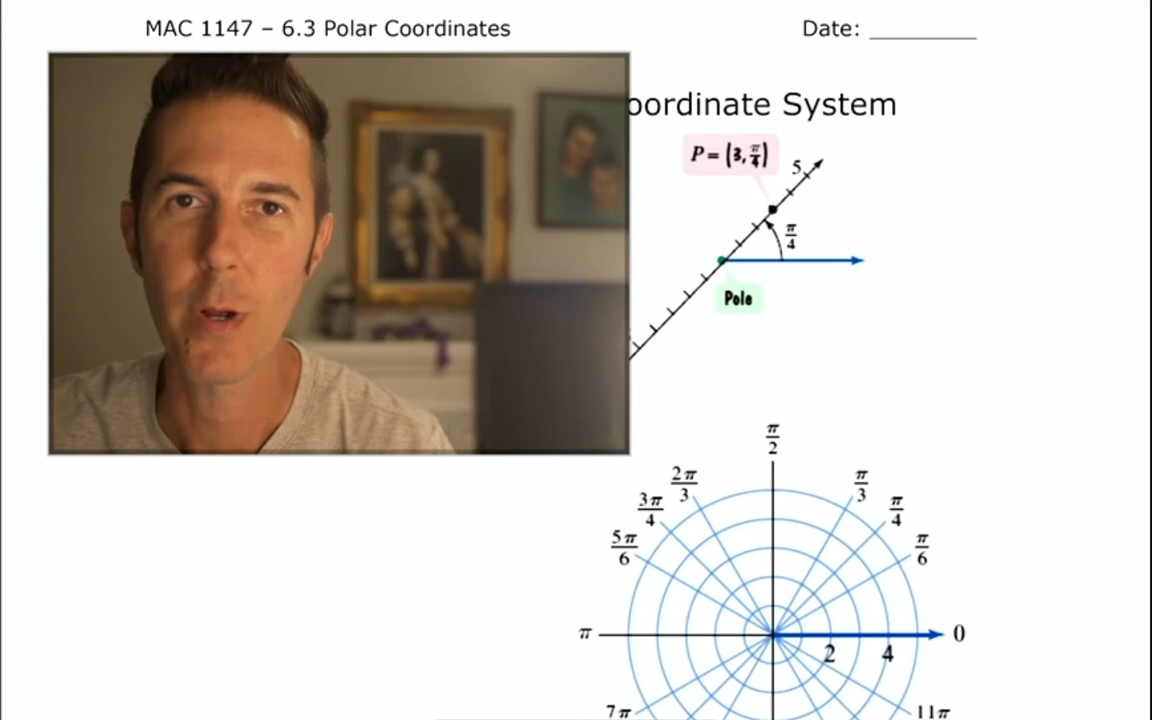 MAC 1147 – 6.3 Polar Coordinates
Date: _________
oordinate System
P = (3, π/4)
5
π/4
Pole
π/2
2π/3
π/3
3π/4
π/4
5π/6
π/6
π
0
2
4
7π
11π